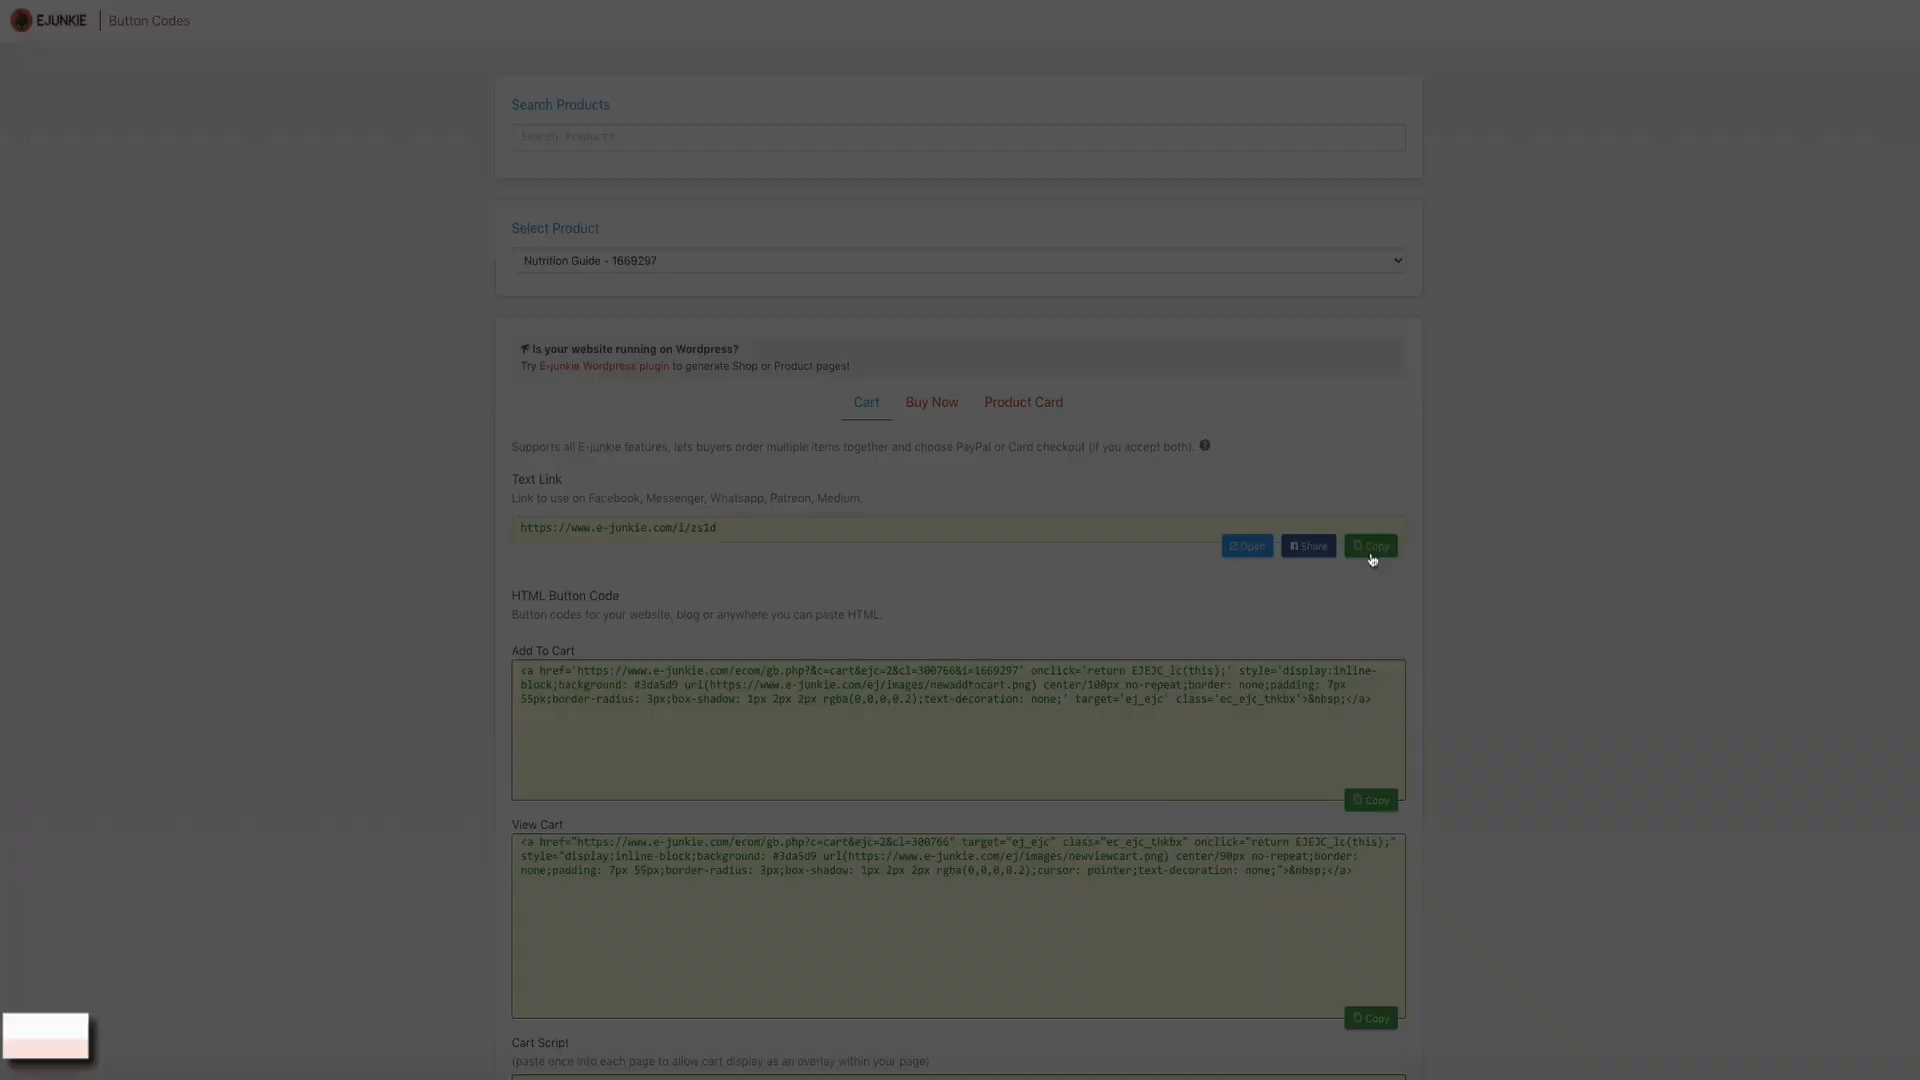 EJUNKIE | Button Codes
Search Products
Search Products
Select Product
Nutrition Guide - 1669297
Is your website running on Wordpress?
Try E-junkie Wordpress plugin to generate Shop or Product pages!
Cart Buy Now Product Card
Supports all E-junkie features, lets buyers order multiple items together and choose PayPal or Card checkout (if you accept both).
Text Link
Link to use on Facebook, Messenger, Whatsapp, Patreon, Medium.
https://www.e-junkie.com/i/zs1d
Open Share Copy
HTML Button Code
Button codes for your website, blog or anywhere you can paste HTML.
Add To Cart
<a href='https://www.e-junkie.com/ecom/gb.php?&c=cart&ejc=2&cl=300766&i=1669297' onclick='return EJEJC_lc(this);' style='display:inline-
block;background: #3da5d9 url(https://www.e-junkie.com/ej/images/newaddtocart.png) center/100px no-repeat;border: none;padding: 7px
55px;border-radius: 3px;box-shadow: 1px 2px 2px rgba(0,0,0,0.2);text-decoration: none;' target='ej_ejc' class='ec_ejc_thkbx'>&nbsp;</a>
Copy
View Cart
<a href="https://www.e-junkie.com/ecom/gb.php?c=cart&ejc=2&cl=300766" target="ej_ejc" class="ec_ejc_thkbx" onclick="return EJEJC_lc(this);"
style="display:inline-block;background: #3da5d9 url(https://www.e-junkie.com/ej/images/newviewcart.png) center/90px no-repeat;border:
none;padding: 7px 55px;border-radius: 3px;box-shadow: 1px 2px 2px rgba(0,0,0,0.2);cursor: pointer;text-decoration: none;">&nbsp;</a>
Copy
Cart Script
(paste once into each page to allow cart display as an overlay within your page)